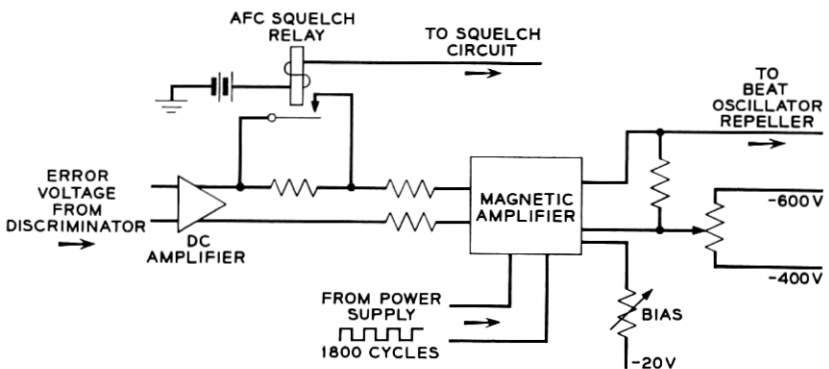 AFC SQUELCH
RELAY
TO SQUELCH
CIRCUIT
TO
BEAT
OSCILLATOR
REPELLER
ERROR
VOLTAGE
FROM
DISCRIMINATOR
DC
AMPLIFIER
MAGNETIC
AMPLIFIER
-600V
-400V
FROM POWER
SUPPLY
1800 CYCLES
BIAS
-20V